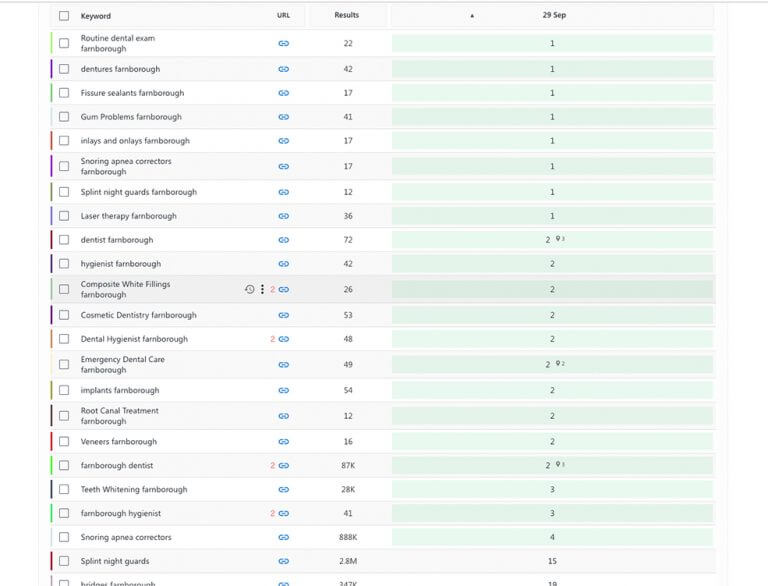 Keyword URL Results 29 Sep
Routine dental exam
farnborough 22 1
dentures farnborough 42 1
Fissure sealants farnborough 17 1
Gum Problems farnborough 41 1
inlays and onlays farnborough 17 1
Snoring apnea correctors
farnborough 17 1
Splint night guards farnborough 12 1
Laser therapy farnborough 36 1
dentist farnborough 72 2 3
hygienist farnborough 42 2
Composite White Fillings
farnborough 2 26 2
Cosmetic Dentistry farnborough 53 2
Dental Hygienist farnborough 2 48 2
Emergency Dental Care
farnborough 49 2 2
implants farnborough 54 2
Root Canal Treatment
farnborough 12 2
Veneers farnborough 16 2
farnborough dentist 2 87K 2 3
Teeth Whitening farnborough 28K 3
farnborough hygienist 2 41 3
Snoring apnea correctors 888K 4
Splint night guards 2.8M 15
bridges farnborough 347K 19